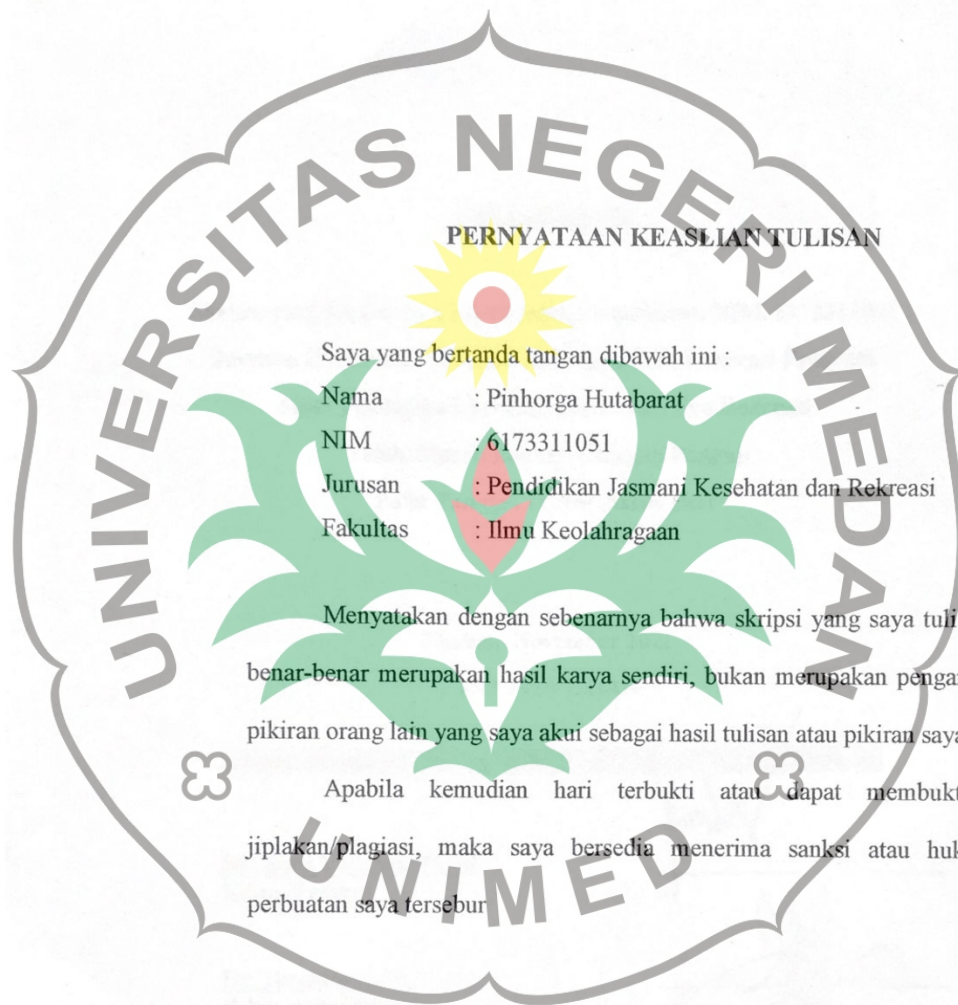 UNIVERSITAS NEGERI MEDAN
PERNYATAAN KEASLIAN TULISAN
Saya yang bertanda tangan dibawah ini :
Nama : Pinhorga Hutabarat
NIM : 6173311051
Jurusan : Pendidikan Jasmani Kesehatan dan Rekreasi
Fakultas : Ilmu Keolahragaan
Menyatakan dengan sebenarnya bahwa skripsi yang saya tuli
benar-benar merupakan hasil karya sendiri, bukan merupakan pengan
pikiran orang lain yang saya akui sebagai hasil tulisan atau pikiran saya
Apabila kemudian hari terbukti atau dapat membukt
jiplakan/plagiasi, maka saya bersedia menerima sanksi atau huk
perbuatan saya tersebur
UNIMED